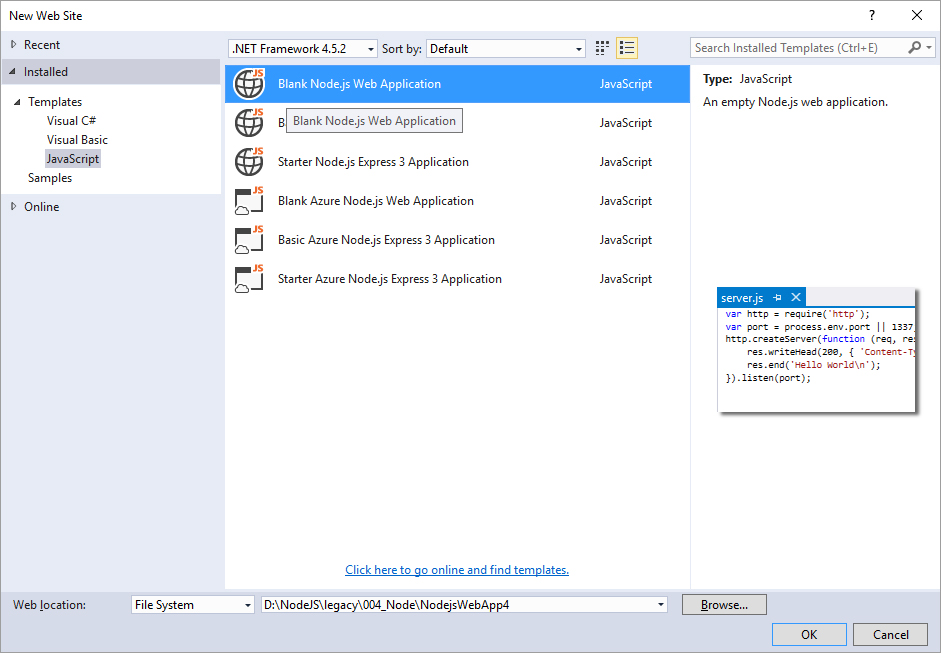 New Web Site
?
Recent
Installed
Templates
Visual C#
Visual Basic
JavaScript
Samples
Online
.NET Framework 4.5.2
Sort by: Default
Search Installed Templates (Ctrl+E)
JS Blank Node.js Web Application JavaScript
JS B JavaScript
Blank Node.js Web Application
JS Starter Node.js Express 3 Application JavaScript
JS Blank Azure Node.js Web Application JavaScript
JS Basic Azure Node.js Express 3 Application JavaScript
JS Starter Azure Node.js Express 3 Application JavaScript
Click here to go online and find templates.
Type: JavaScript
An empty Node.js web application.
server.js
var http = require('http');
var port = process.env.port || 1337
http.createServer(function (req, res
res.writeHead(200, { 'Content-Ty
res.end('Hello World\n');
}).listen(port);
Web location: File System D:\NodeJS\legacy\004_Node\NodejsWebApp4 Browse...
OK Cancel